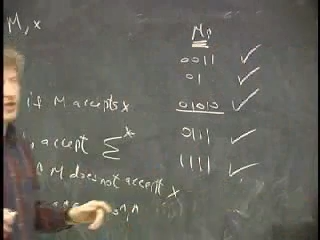 M, x
if M accepts x
accept Σ*
M does not accept x
N
0011 ✓
01 ✓
01010 ✓
0111 ✓
1111 ✓